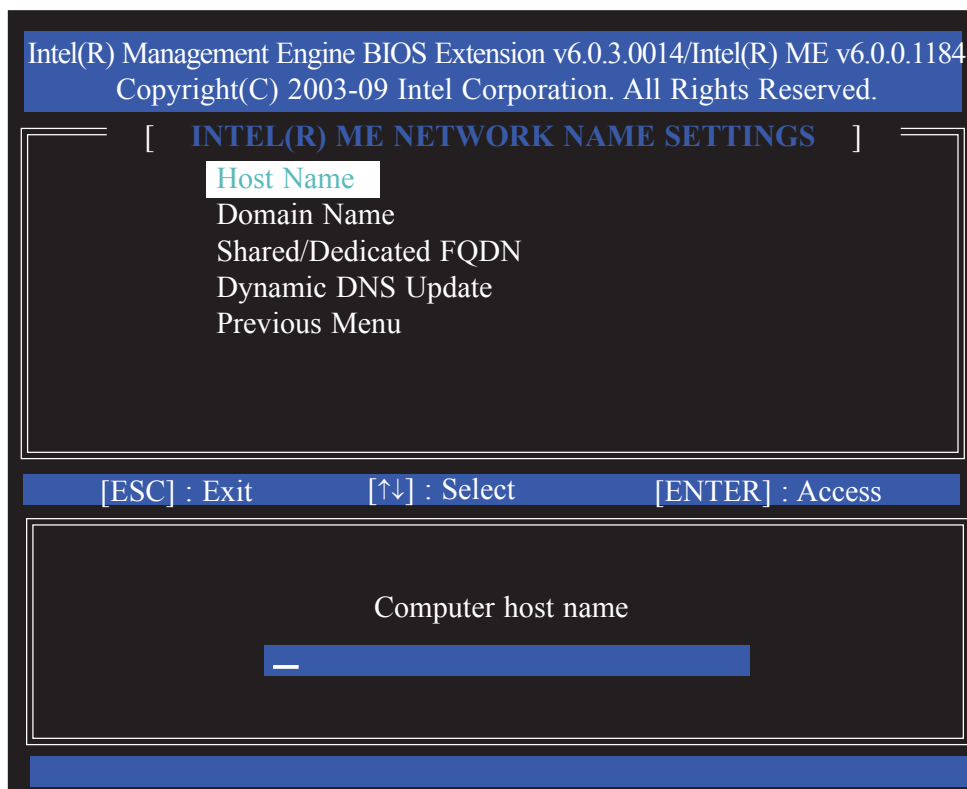 Intel(R) Management Engine BIOS Extension v6.0.3.0014/Intel(R) ME v6.0.0.1184
Copyright(C) 2003-09 Intel Corporation. All Rights Reserved.
[ INTEL(R) ME NETWORK NAME SETTINGS ]
Host Name
Domain Name
Shared/Dedicated FQDN
Dynamic DNS Update
Previous Menu
[ESC] : Exit [↑↓] : Select [ENTER] : Access
Computer host name